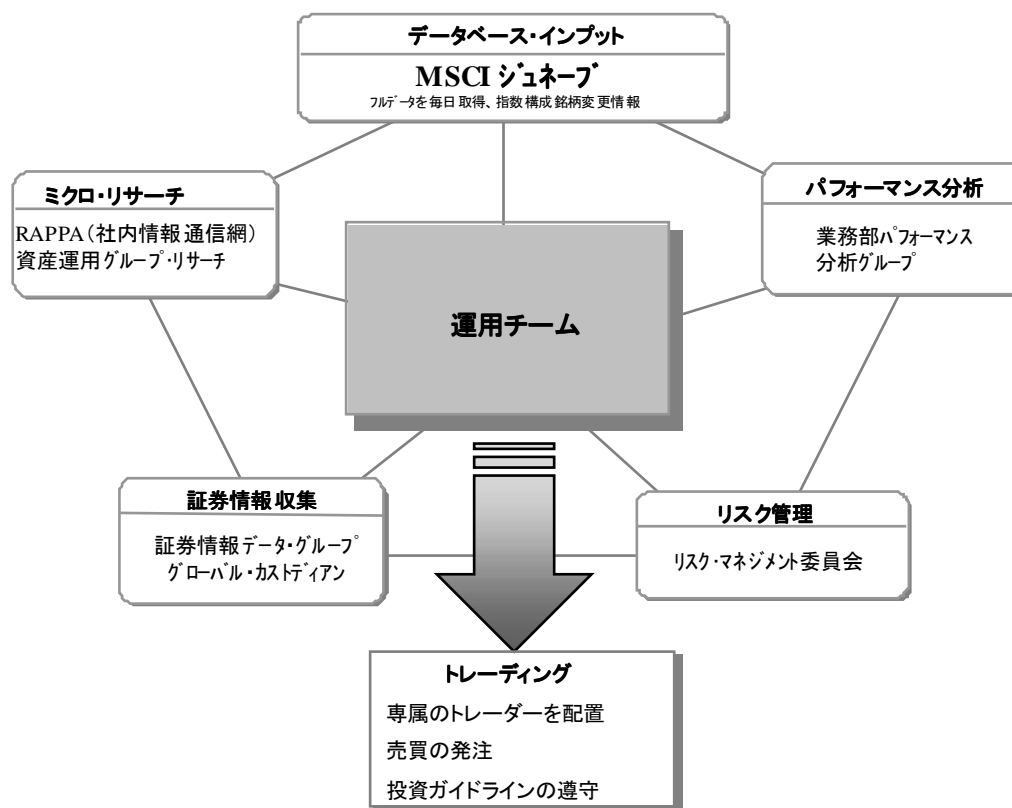 データベース・インプット
MSCI ジュネーブ
フルデータを毎日取得、指数構成銘柄変更情報
ミクロ・リサーチ
RAPPA（社内情報通信網）
資産運用グループ・リサーチ
パフォーマンス分析
業務部パフォーマンス
分析グループ
運用チーム
証券情報収集
証券情報データ・グループ
グローバル・カストディアン
リスク管理
リスク・マネジメント委員会
トレーディング
専属のトレーダーを配置
売買の発注
投資ガイドラインの遵守